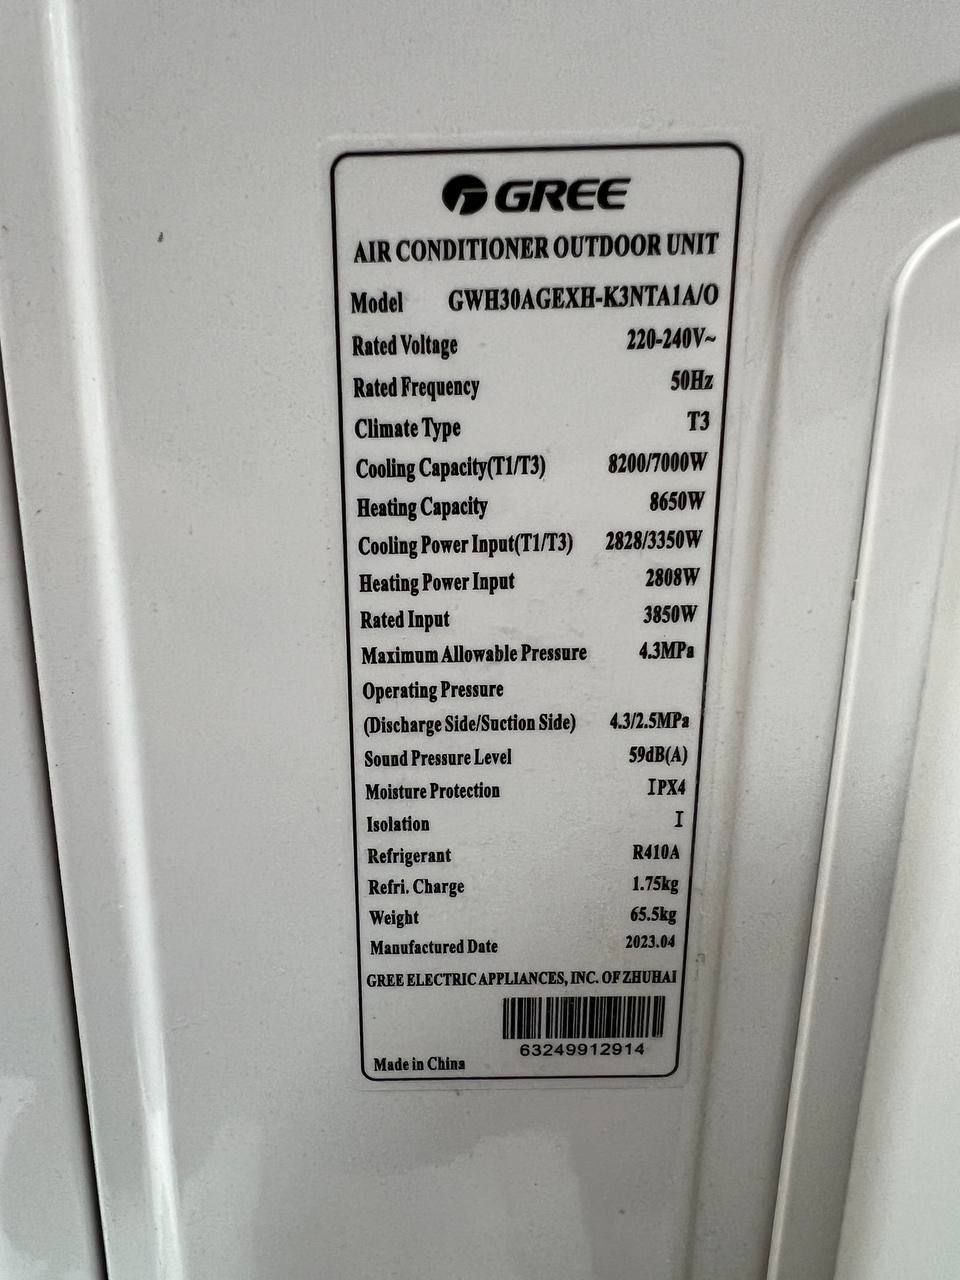 GREE
AIR CONDITIONER OUTDOOR UNIT
Model GWH30AGEXH-K3NTA1A/O
Rated Voltage 220-240V~
Rated Frequency 50Hz
Climate Type T3
Cooling Capacity(T1/T3) 8200/7000W
Heating Capacity 8650W
Cooling Power Input(T1/T3) 2828/3350W
Heating Power Input 2808W
Rated Input 3850W
Maximum Allowable Pressure 4.3MPa
Operating Pressure
(Discharge Side/Suction Side) 4.3/2.5MPa
Sound Pressure Level 59dB(A)
Moisture Protection IPX4
Isolation I
Refrigerant R410A
Refri. Charge 1.75kg
Weight 65.5kg
Manufactured Date 2023.04
GREE ELECTRIC APPLIANCES, INC. OF ZHUHAI
63249912914
Made in China